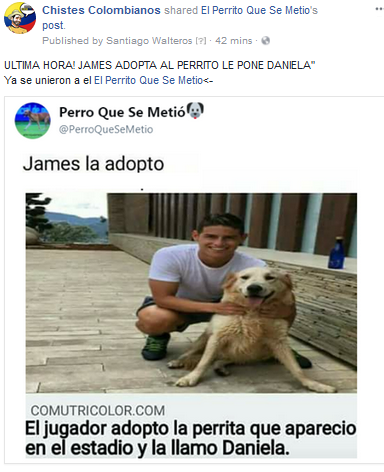 Chistes Colombianos shared El Perrito Que Se Metio's
post.
Published by Santiago Walteros [?] · 42 mins ·
ULTIMA HORA! JAMES ADOPTA AL PERRITO LE PONE DANIELA"
Ya se unieron a el El Perrito Que Se Metio<-
Perro Que Se Metió
@PerroQueSeMetio
James la adopto
COMUTRICOLOR.COM
El jugador adopto la perrita que aparecio
en el estadio y la llamo Daniela.